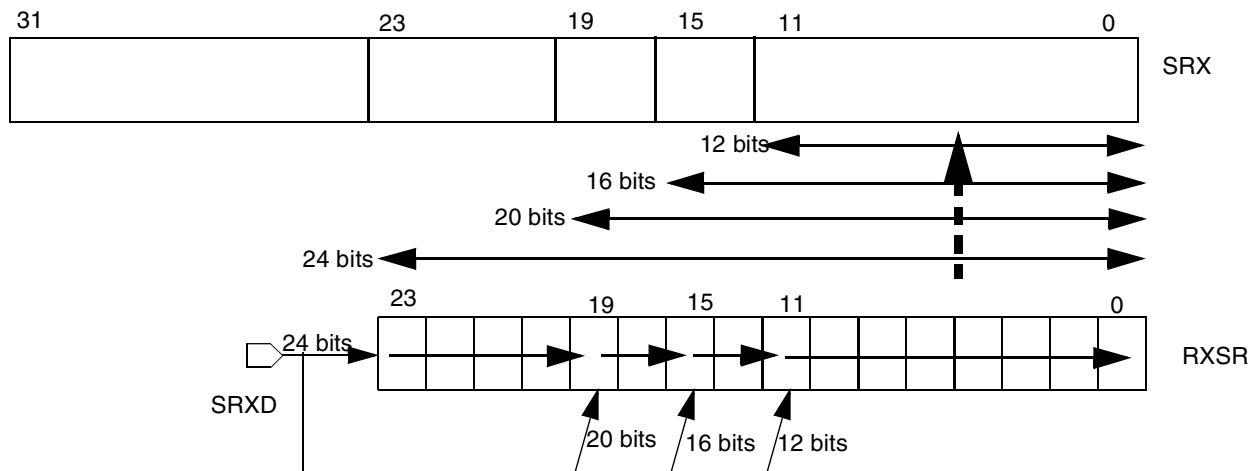 31 23 19 15 11 0
SRX
12 bits
16 bits
20 bits
24 bits
23 19 15 11 0
24 bits
RXSR
SRXD
20 bits 16 bits 12 bits